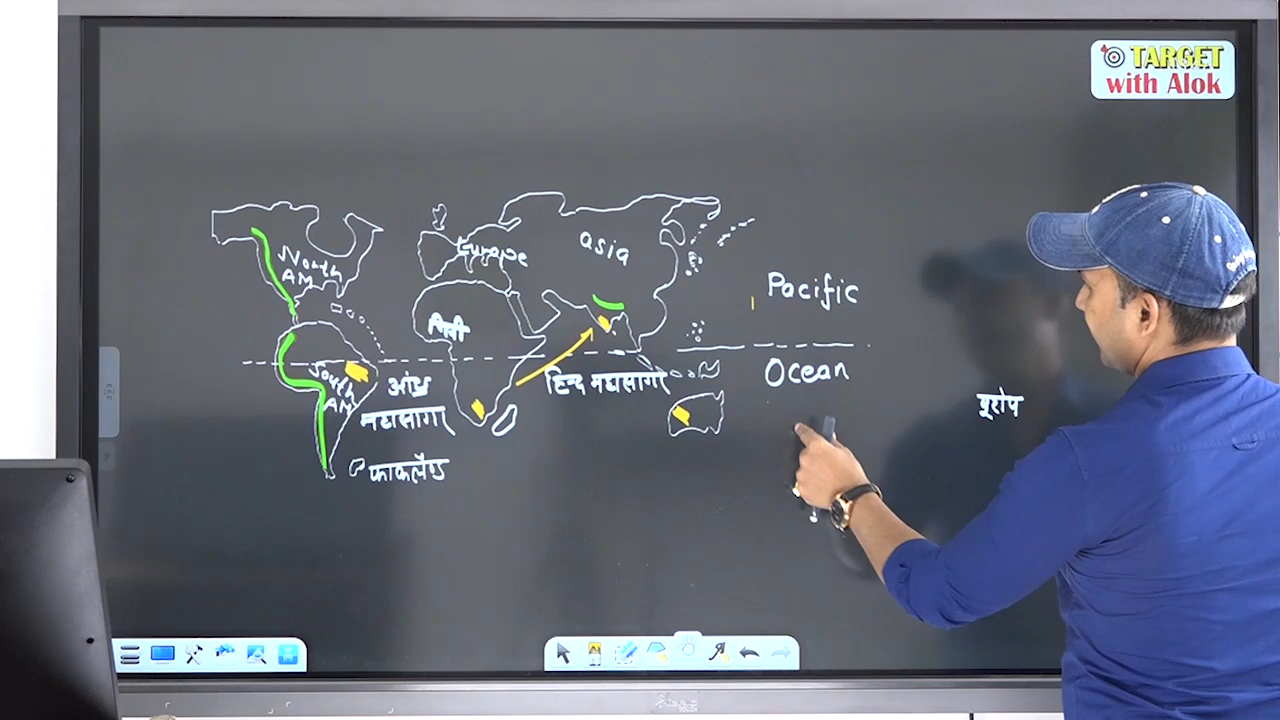 TARGET
with Alok
North
AM
Europe
asia
Pacific
Ocean
South
AM
आंध्र
महासागर
हिन्द महासागर
फाकलैंड
यूरोप